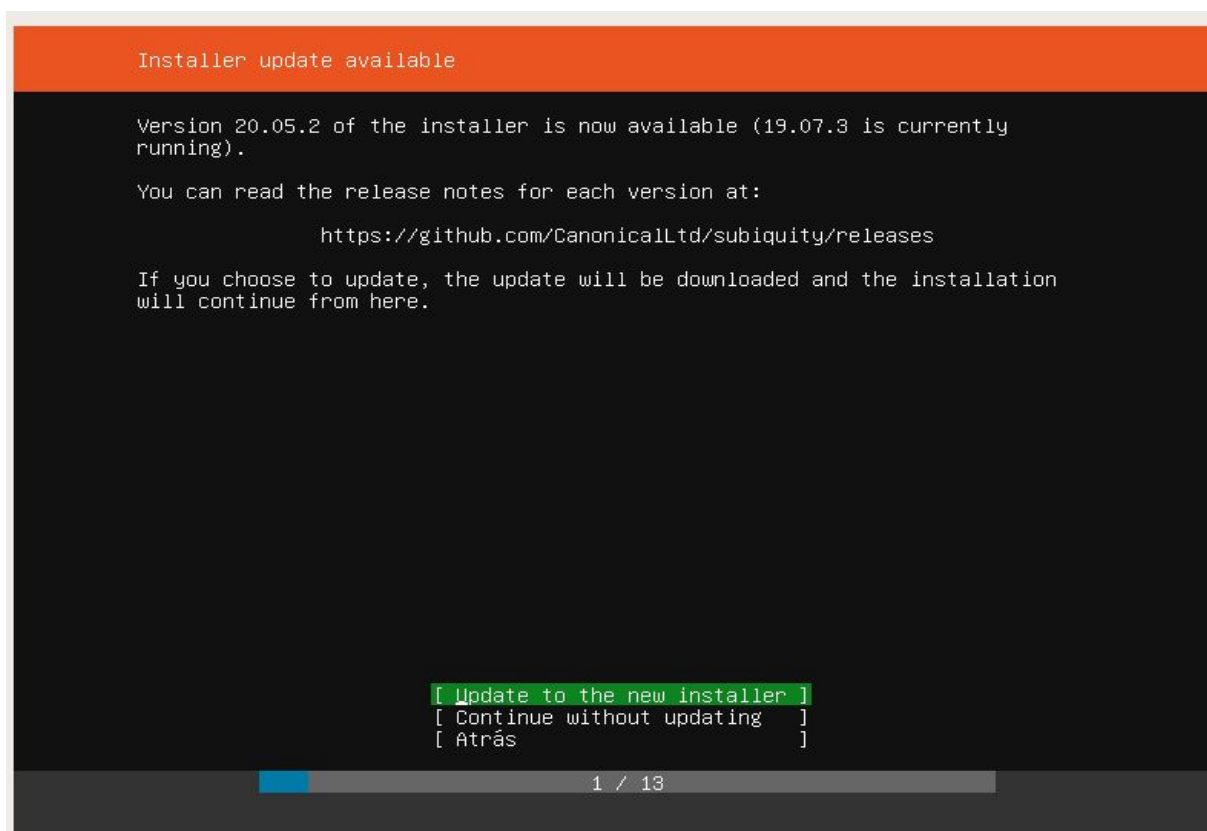 Installer update available
Version 20.05.2 of the installer is now available (19.07.3 is currently
running).
You can read the release notes for each version at:
https://github.com/CanonicalLtd/subiquity/releases
If you choose to update, the update will be downloaded and the installation
will continue from here.
[ Update to the new installer ]
[ Continue without updating ]
[ Atrás ]
1 / 13